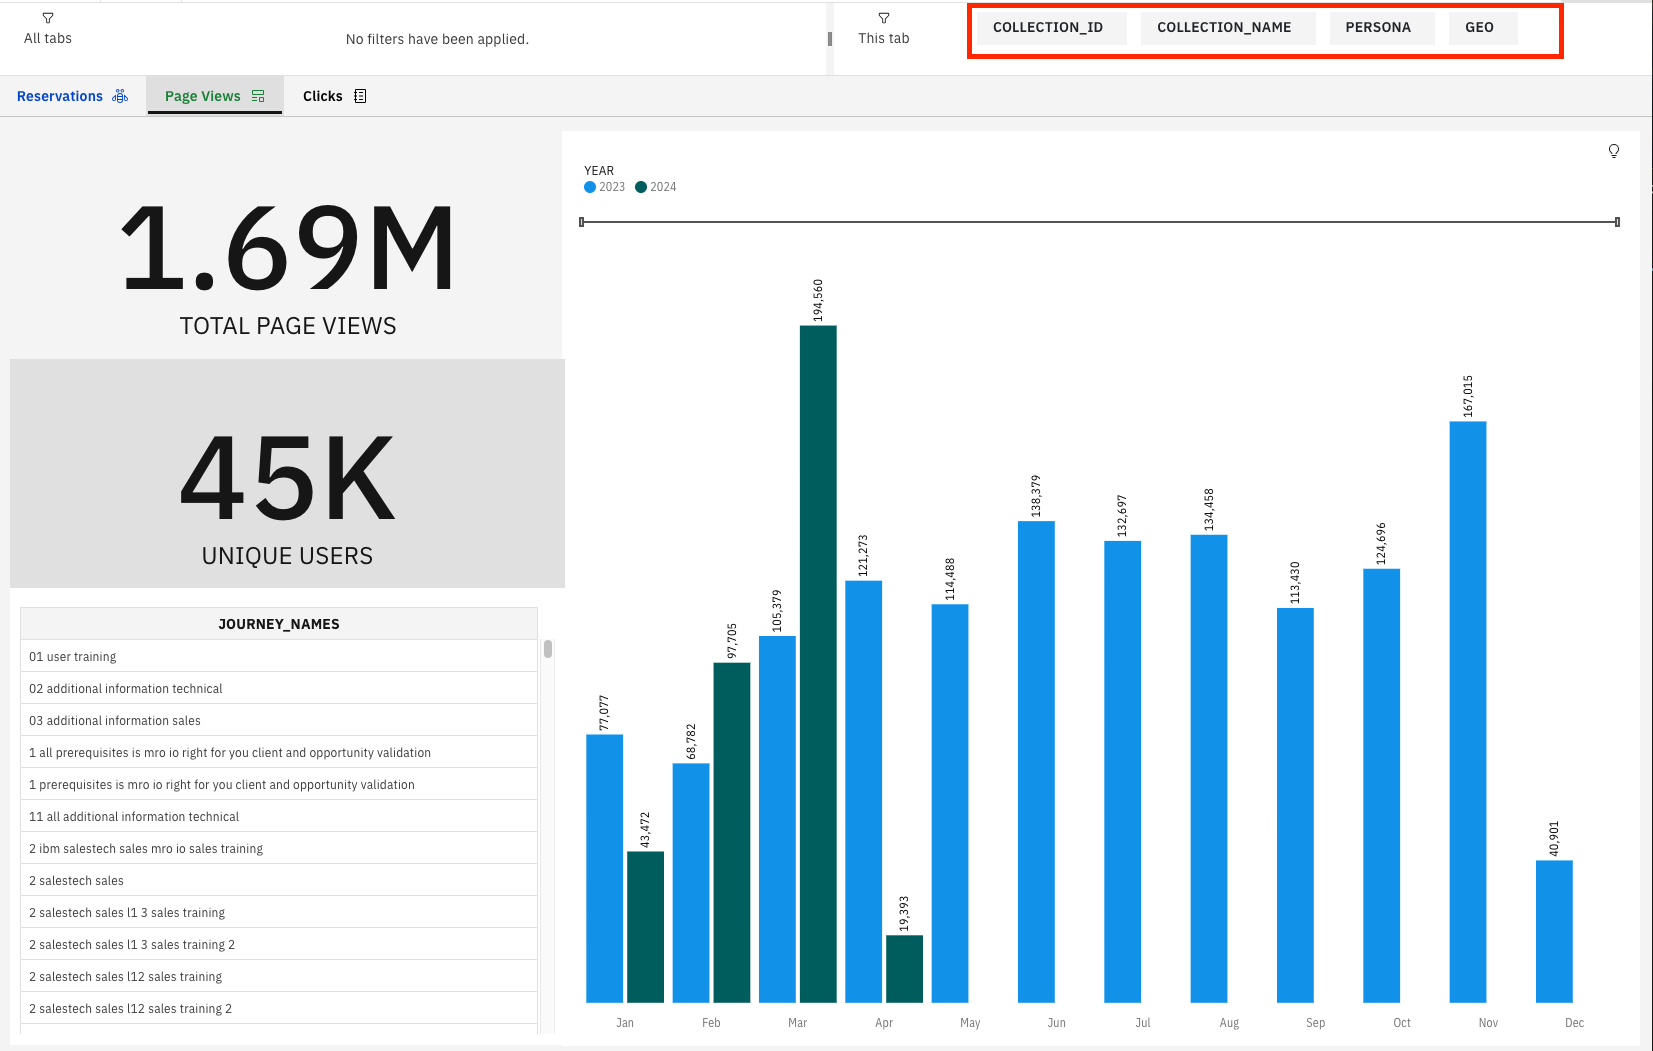 All tabs
No filters have been applied.
This tab
COLLECTION_ID
COLLECTION_NAME
PERSONA
GEO
Reservations
Page Views
Clicks
1.69M
TOTAL PAGE VIEWS
45K
UNIQUE USERS
JOURNEY_NAMES
01 user training
02 additional information technical
03 additional information sales
1 all prerequisites is mro io right for you client and opportunity validation
1 prerequisites is mro io right for you client and opportunity validation
11 all additional information technical
2 ibm salestech sales mro io sales training
2 salestech sales
2 salestech sales l1 3 sales training
2 salestech sales l1 3 sales training 2
2 salestech sales l12 sales training
2 salestech sales l12 sales training 2
YEAR
2023 2024
77,077
43,472
68,782
97,705
105,379
194,560
121,273
19,393
114,488
138,379
132,697
134,458
113,430
124,696
167,015
40,901
Jan Feb Mar Apr May Jun Jul Aug Sep Oct Nov Dec